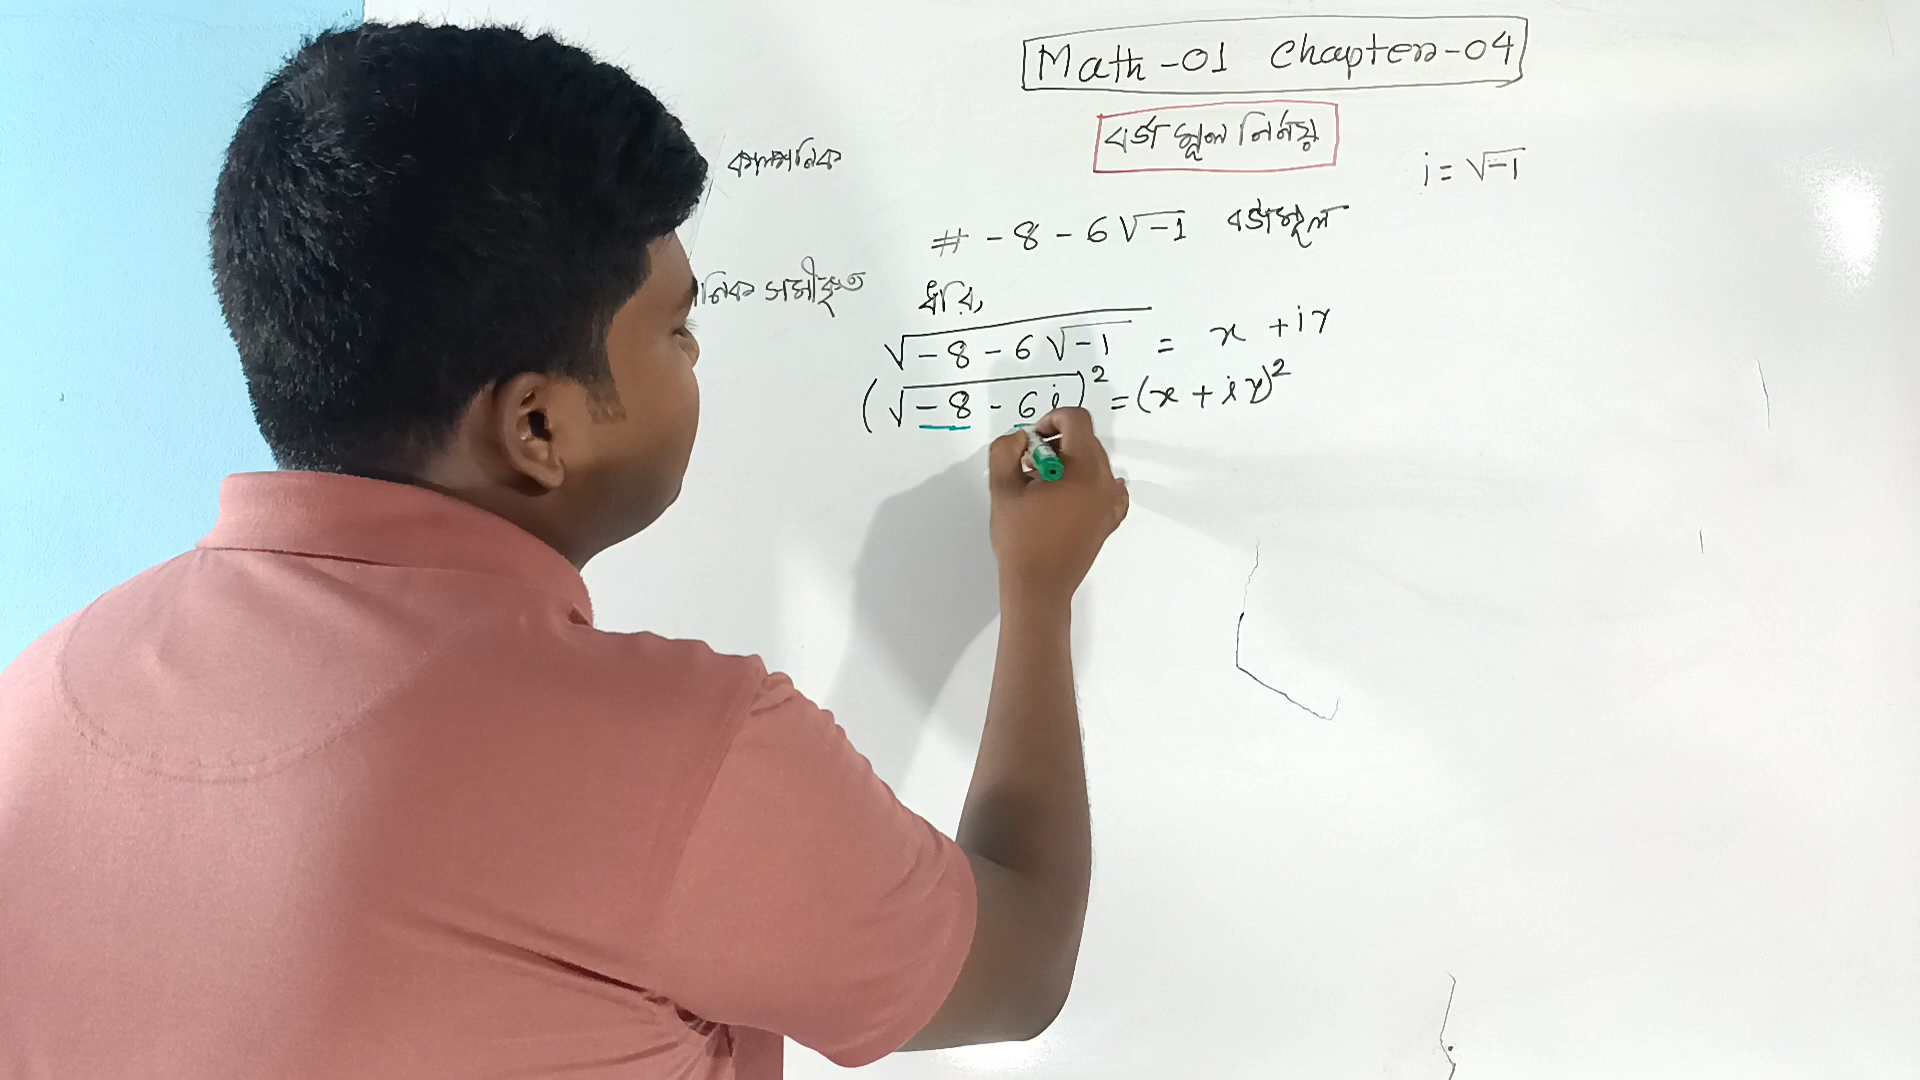 Math-01 Chapter-04
বর্গমূল নির্ণয়
কাল্পনিক
i = √-1
# -8 - 6√-1 বর্গমূল
নিক সমীকৃত
ধরি,
√-8 - 6√-1 = x + iy
(√-8 - 6i)² = (x + iy)²